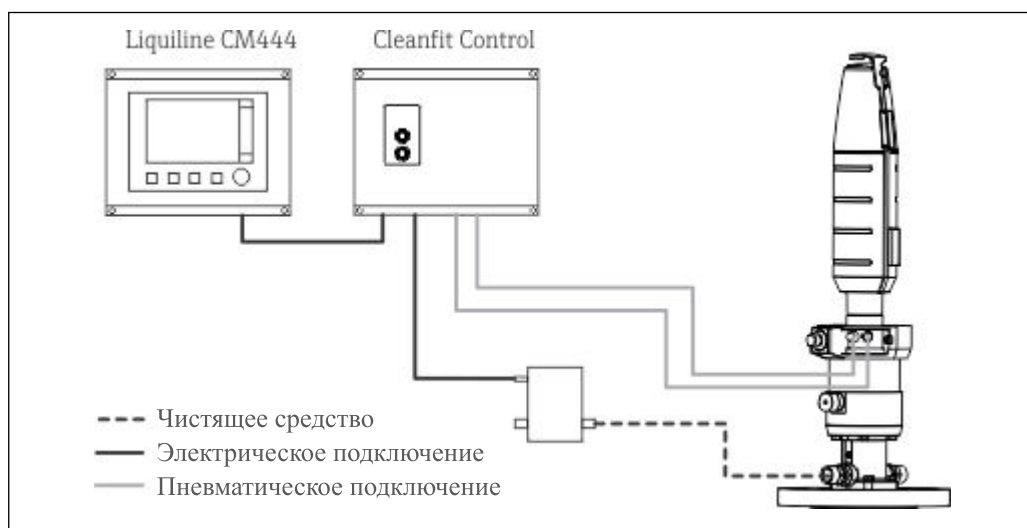 Liquiline CM444
Cleanfit Control
Чистящее средство
Электрическое подключение
Пневматическое подключение